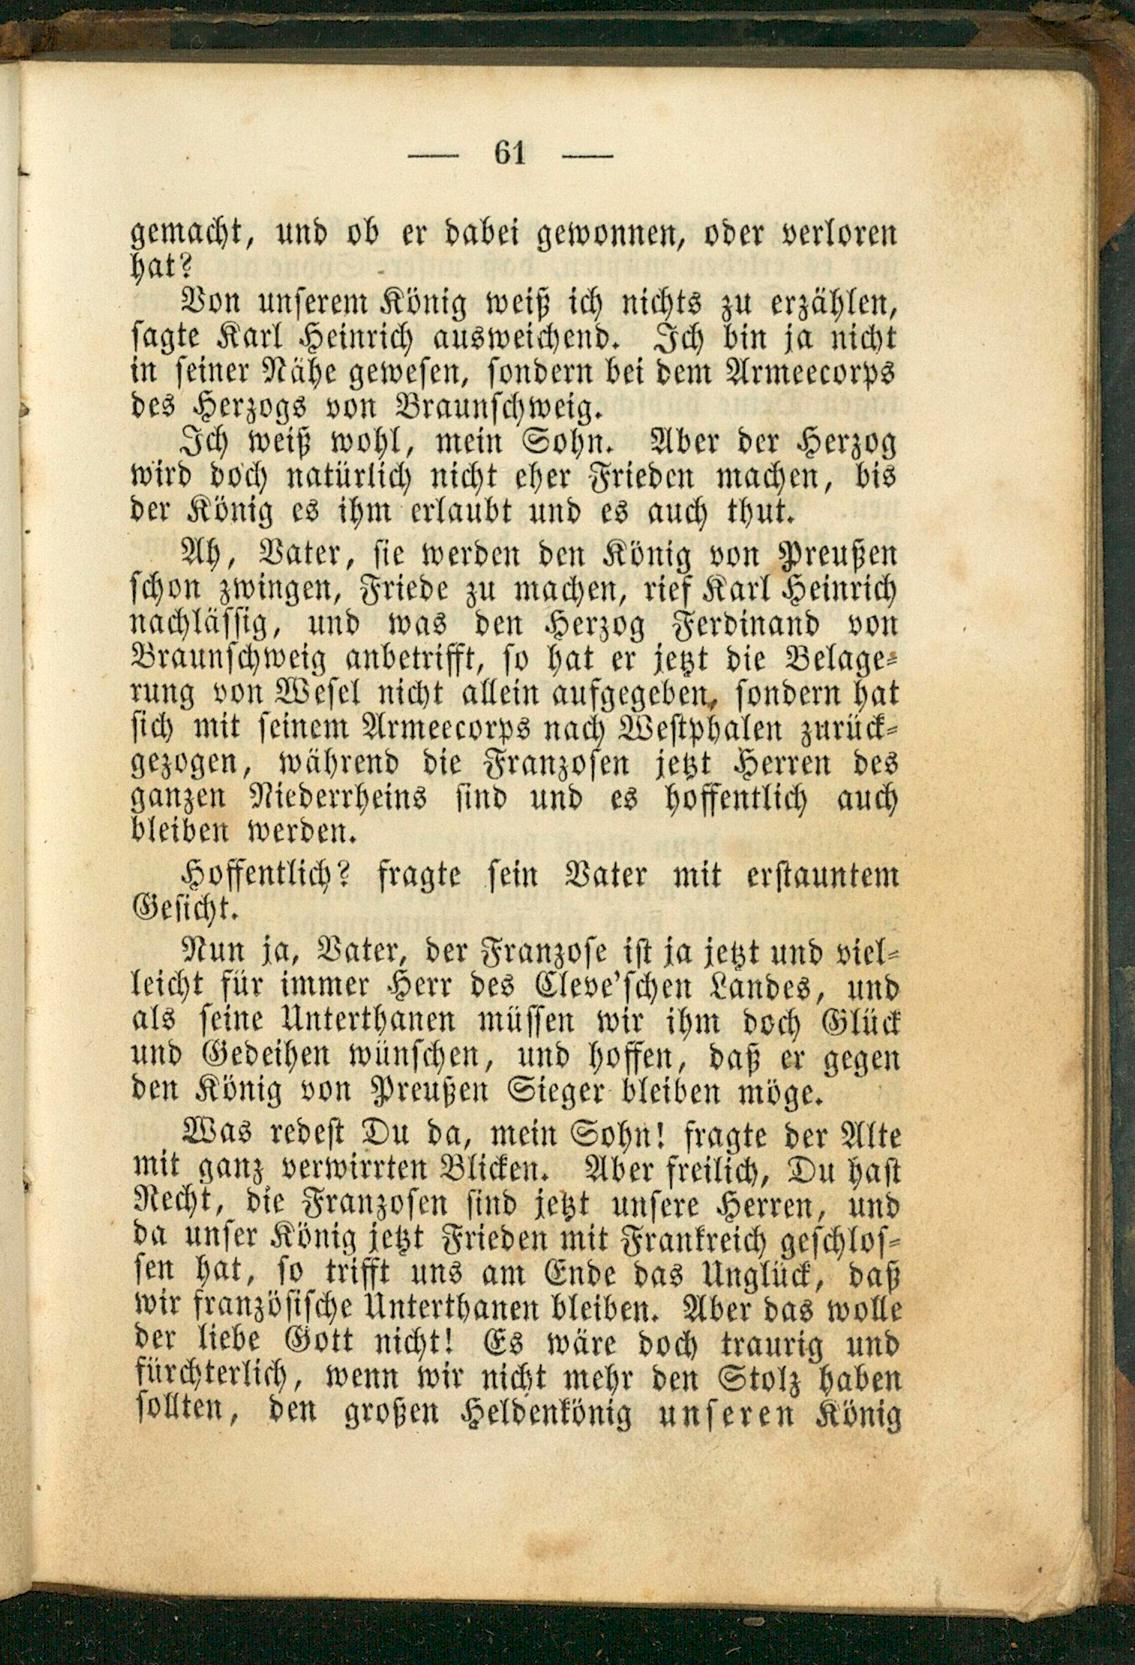 — 61 —
gemacht, und ob er dabei gewonnen, oder verloren
hat?
Von unserem König weiß ich nichts zu erzählen,
sagte Karl Heinrich ausweichend. Ich bin ja nicht
in seiner Nähe gewesen, sondern bei dem Armeecorps
des Herzogs von Braunschweig.
Ich weiß wohl, mein Sohn. Aber der Herzog
wird doch natürlich nicht eher Frieden machen, bis
der König es ihm erlaubt und es auch thut.
Ah, Vater, sie werden den König von Preußen
schon zwingen, Friede zu machen, rief Karl Heinrich
nachlässig, und was den Herzog Ferdinand von
Braunschweig anbetrifft, so hat er jetzt die Belage-
rung von Wesel nicht allein aufgegeben, sondern hat
sich mit seinem Armeecorps nach Westphalen zurück-
gezogen, während die Franzosen jetzt Herren des
ganzen Niederrheins sind und es hoffentlich auch
bleiben werden.
Hoffentlich? fragte sein Vater mit erstauntem
Gesicht.
Nun ja, Vater, der Franzose ist ja jetzt und viel-
leicht für immer Herr des Cleve'schen Landes, und
als seine Unterthanen müssen wir ihm doch Glück
und Gedeihen wünschen, und hoffen, daß er gegen
den König von Preußen Sieger bleiben möge.
Was redest Du da, mein Sohn! fragte der Alte
mit ganz verwirrten Blicken. Aber freilich, Du hast
Recht, die Franzosen sind jetzt unsere Herren, und
da unser König jetzt Frieden mit Frankreich geschlos-
sen hat, so trifft uns am Ende das Unglück, daß
wir französische Unterthanen bleiben. Aber das wolle
der liebe Gott nicht! Es wäre doch traurig und
fürchterlich, wenn wir nicht mehr den Stolz haben
sollten, den großen Heldenkönig unseren König